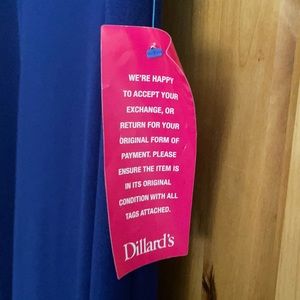 WE'RE HAPPY
TO ACCEPT YOUR
EXCHANGE, OR
RETURN FOR YOUR
ORIGINAL FORM OF
PAYMENT. PLEASE
ENSURE THE ITEM IS
IN ITS ORIGINAL
CONDITION WITH ALL
TAGS ATTACHED.
Dillard's